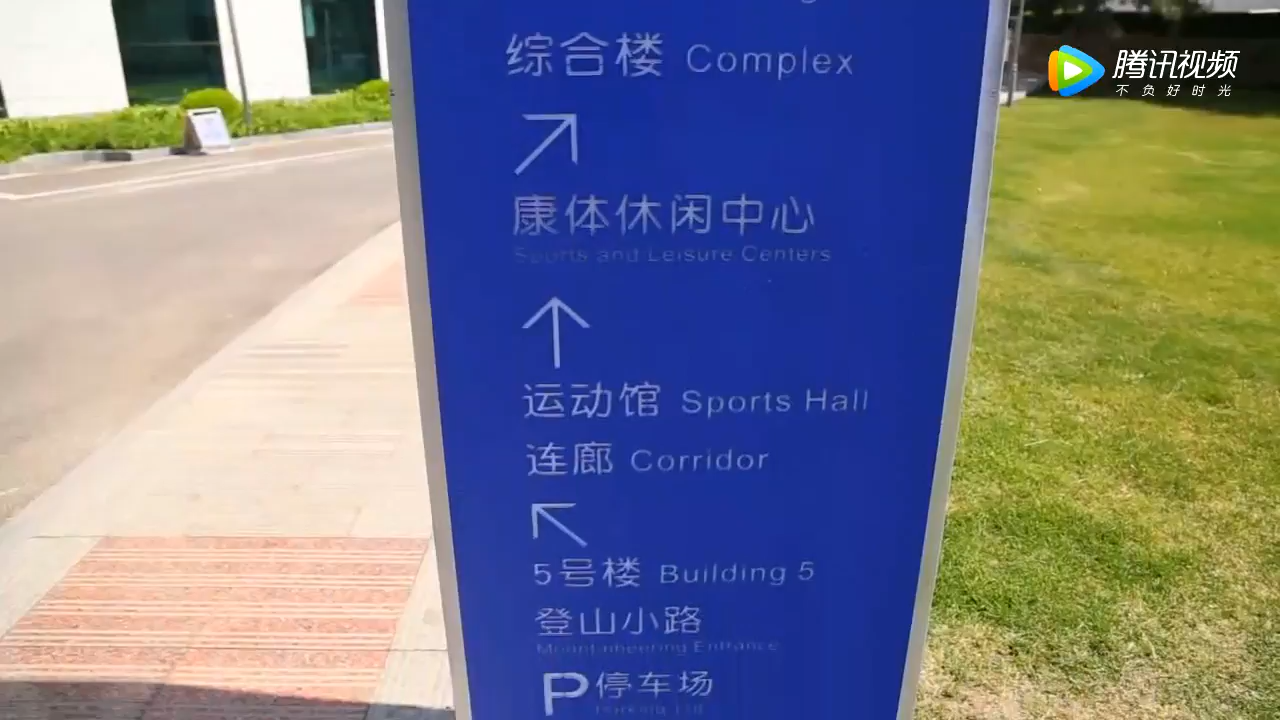 综合楼 Complex
腾讯视频
不负好时光
康体休闲中心
Sports and Leisure Centers
运动馆 Sports Hall
连廊 Corridor
5号楼 Building 5
登山小路
Mountaineering Entrance
P 停车场